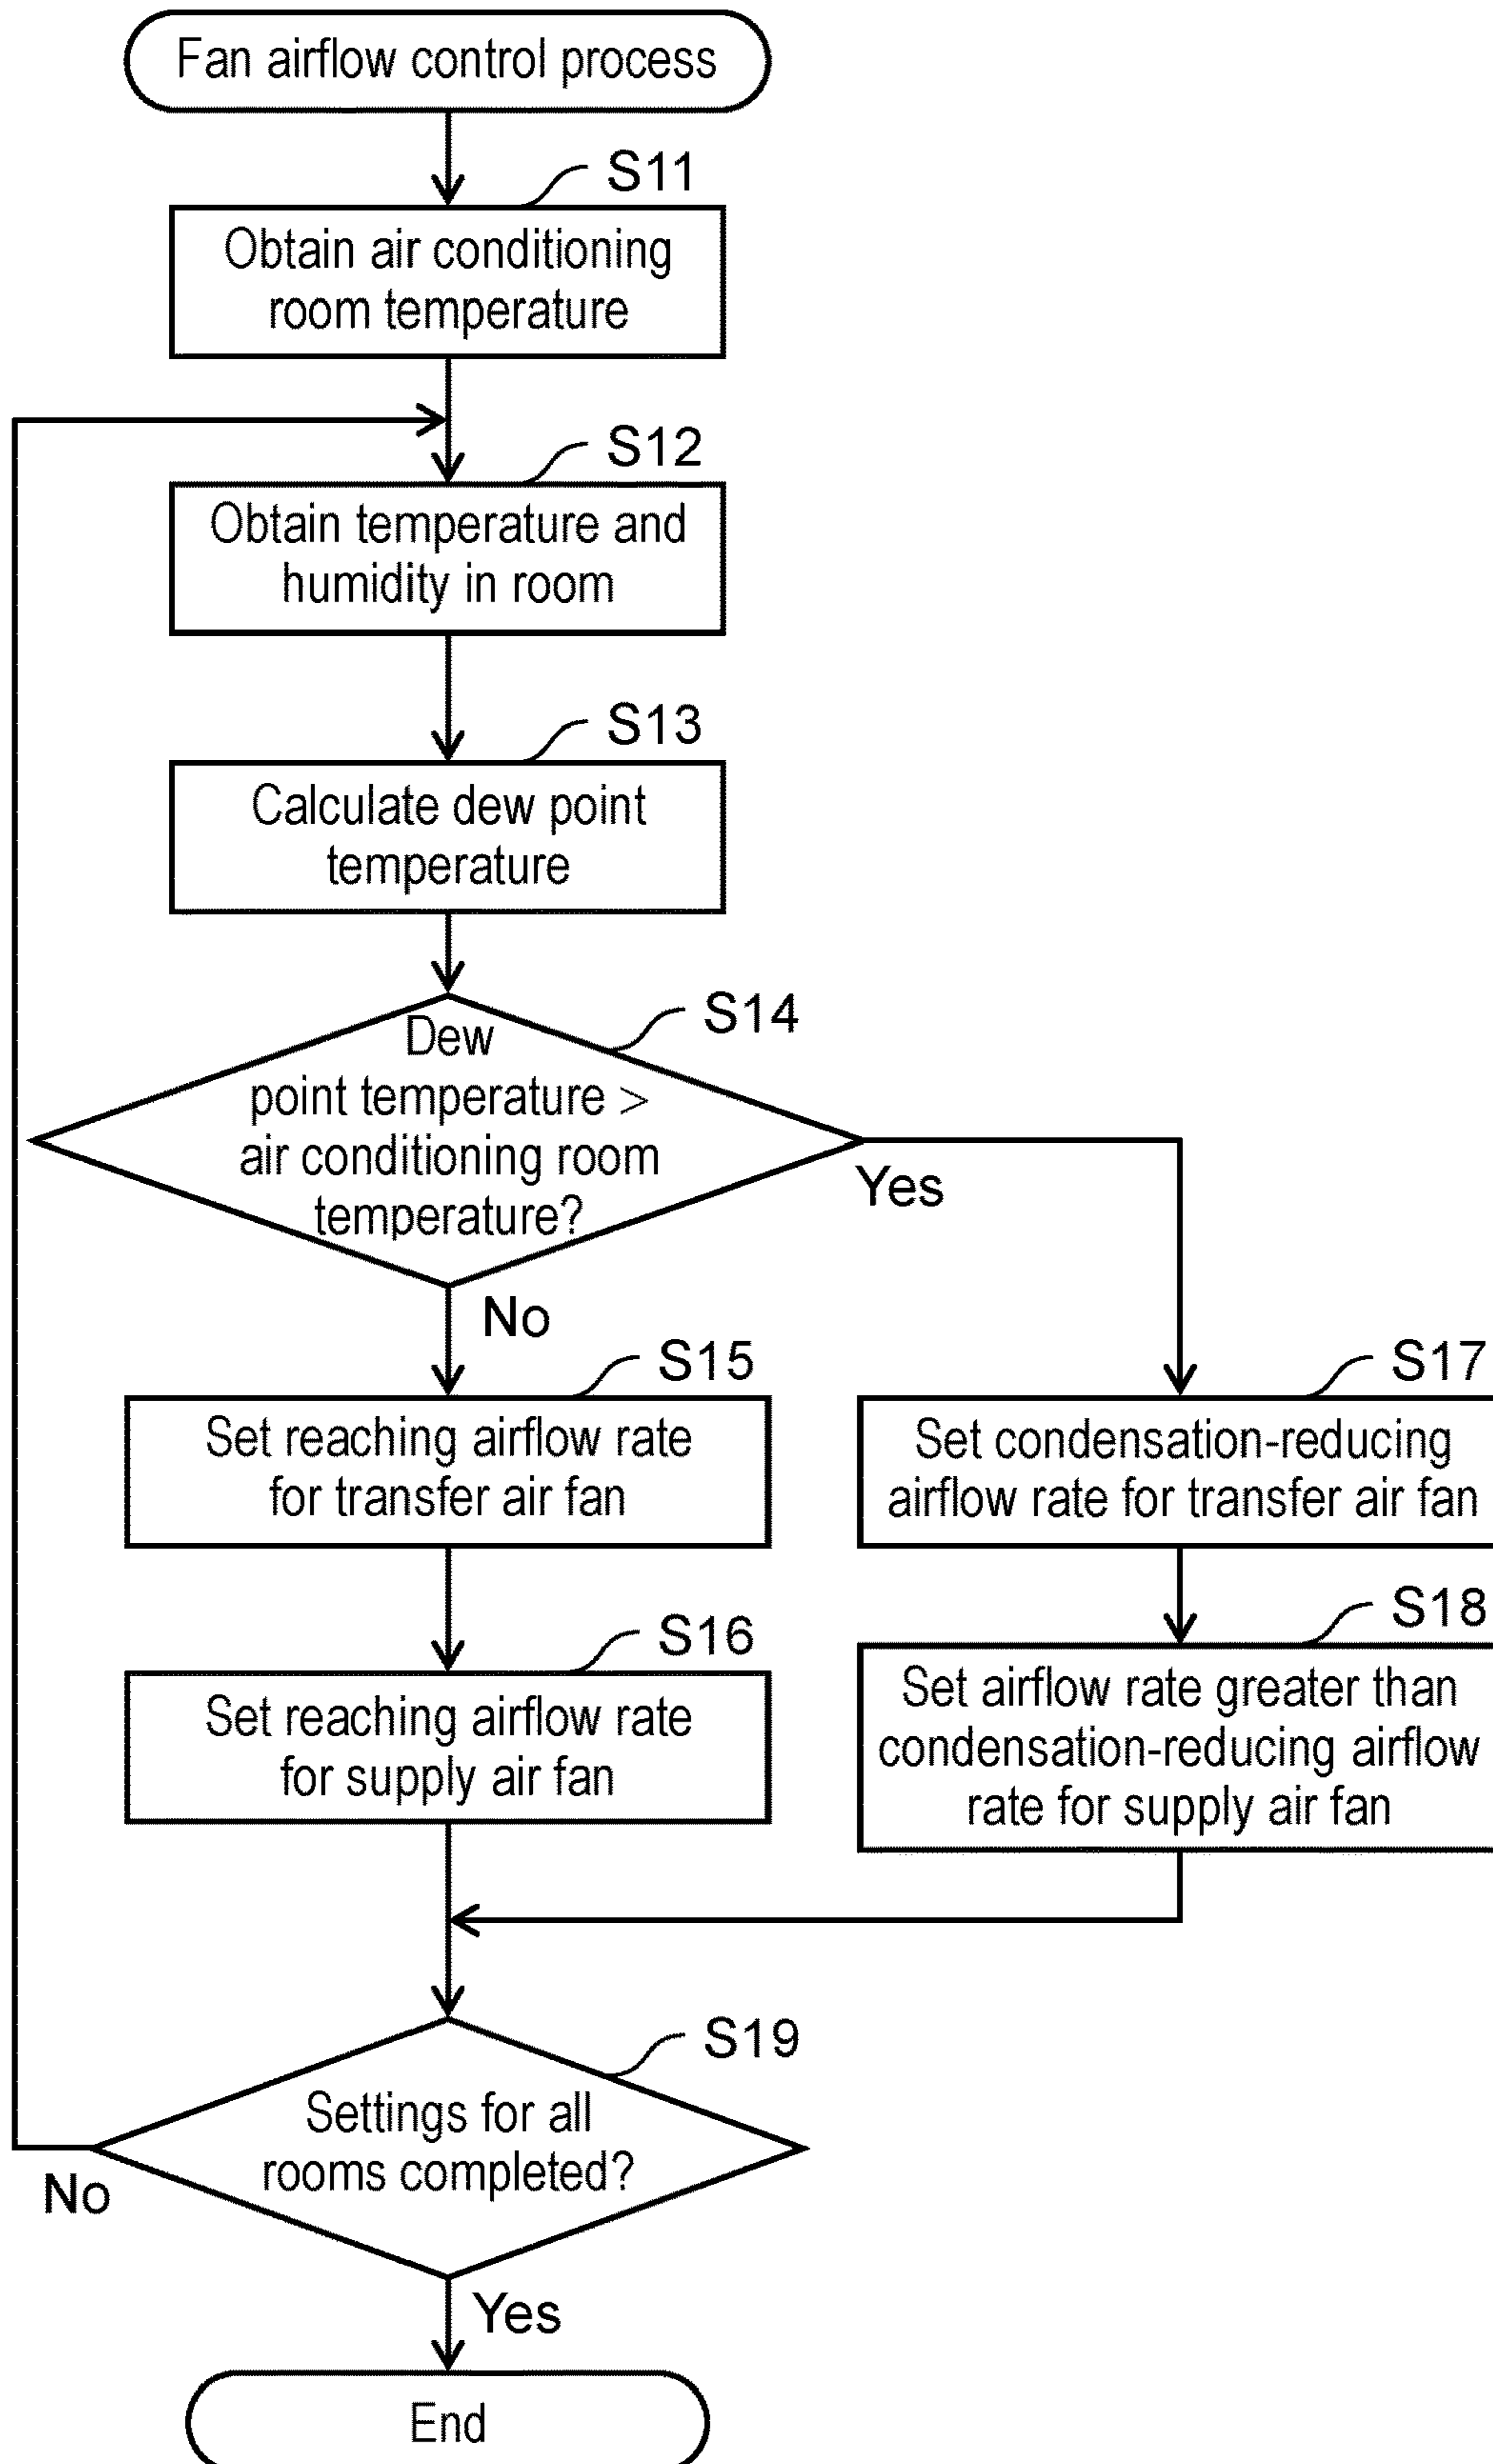 Fan airflow control process
S11
Obtain air conditioning
room temperature
S12
Obtain temperature and
humidity in room
S13
Calculate dew point
temperature
S14
Dew
point temperature >
air conditioning room
temperature?
Yes
No
S15
Set reaching airflow rate
for transfer air fan
S17
Set condensation-reducing
airflow rate for transfer air fan
S16
Set reaching airflow rate
for supply air fan
S18
Set airflow rate greater than
condensation-reducing airflow
rate for supply air fan
S19
Settings for all
rooms completed?
No
Yes
End